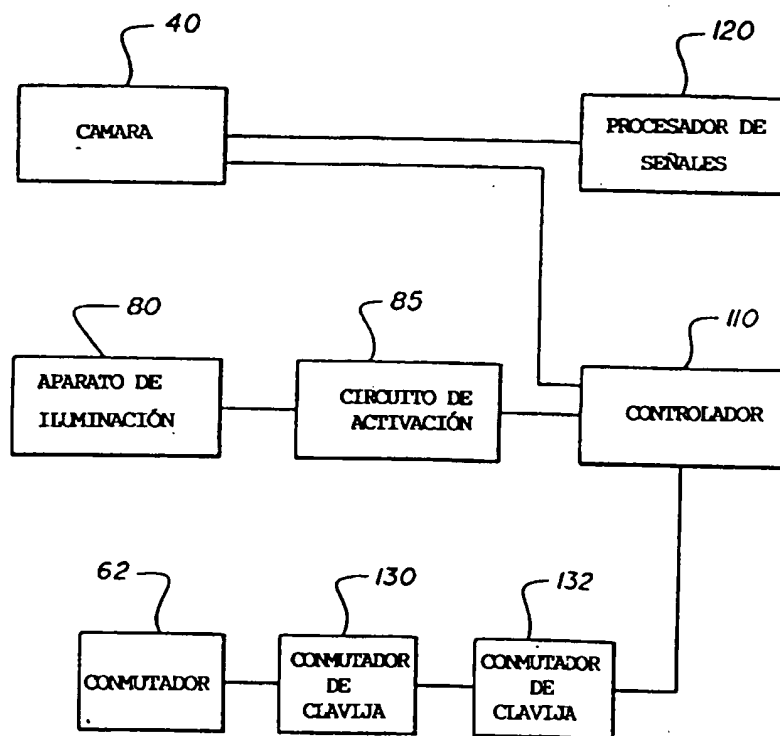 40
120
CAMARA
PROCESADOR DE
SEÑALES
80
85
110
APARATO DE
ILUMINACIÓN
CIRCUITO DE
ACTIVACIÓN
CONTROLADOR
62
130
132
CONMUTADOR
CONMUTADOR
DE
CLAVIJA
CONMUTADOR
DE
CLAVIJA